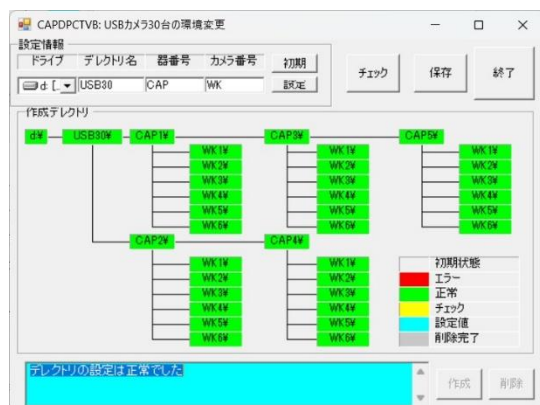 CAPDPCTVB: USBカメラ30台の環境変更
設定情報
ドライブ デレクトリ名 器番号 カメラ番号 初期
d [. USB30 CAP WK 設定
チェック 保存 終了
作成デレクトリ
d¥ USB30¥ CAP1¥ CAP3¥ CAP5¥
WK1¥ WK1¥ WK1¥
WK2¥ WK2¥ WK2¥
WK3¥ WK3¥ WK3¥
WK4¥ WK4¥ WK4¥
WK5¥ WK5¥ WK5¥
WK6¥ WK6¥ WK6¥
CAP2¥ CAP4¥
WK1¥ WK1¥ 初期状態
WK2¥ WK2¥ エラー
WK3¥ WK3¥ 正常
WK4¥ WK4¥ チェック
WK5¥ WK5¥ 設定値
WK6¥ WK6¥ 削除完了
デレクトリの設定は正常でした
作成 削除